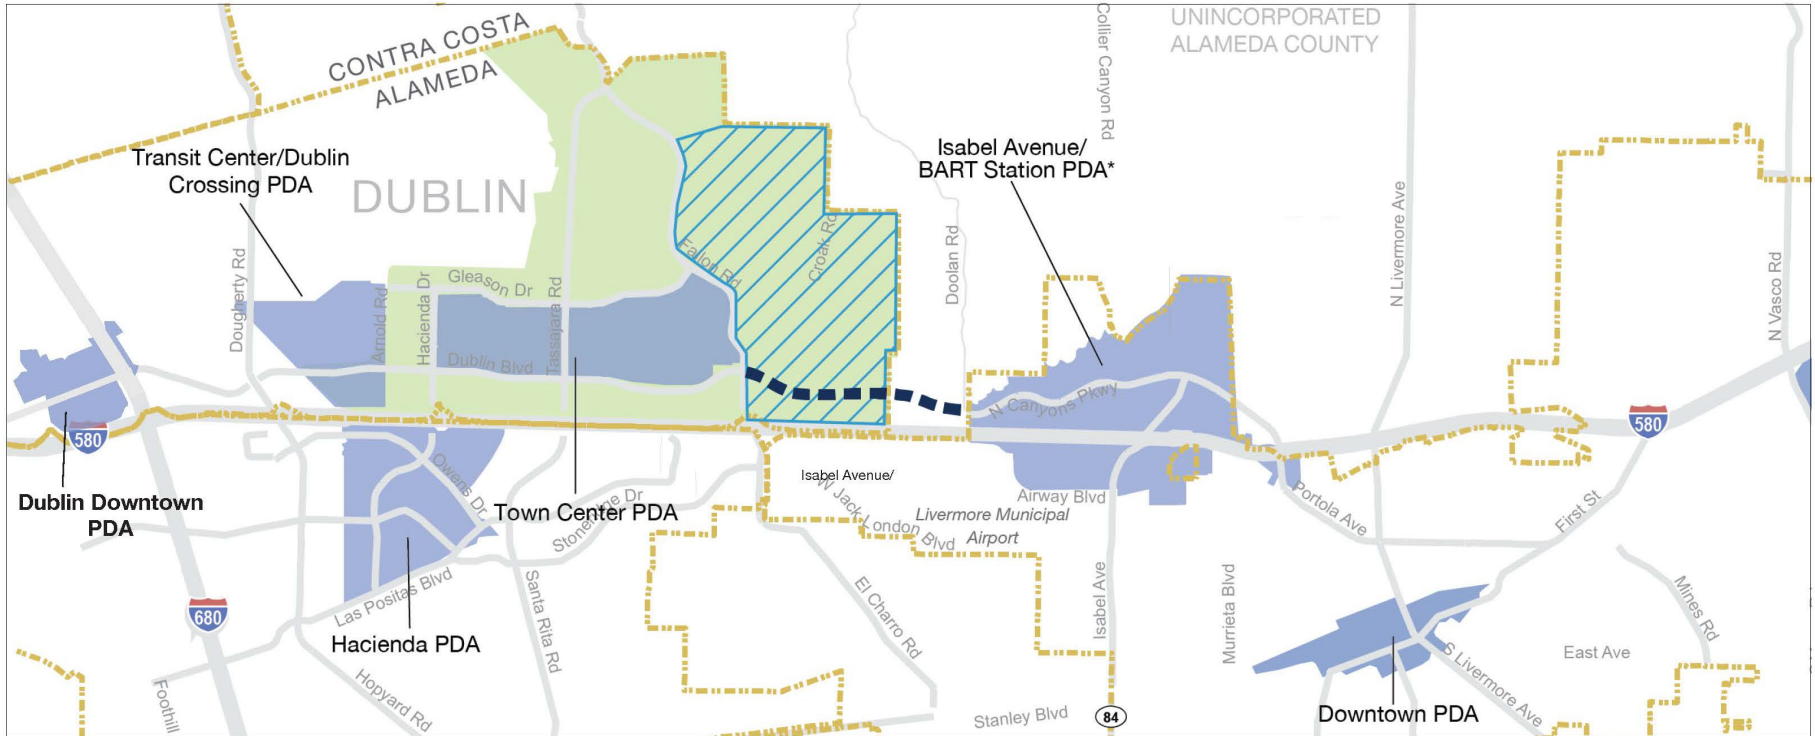 CONTRA COSTA
ALAMEDA
UNINCORPORATED
ALAMEDA COUNTY
Collier Canyon Rd
Transit Center/Dublin
Crossing PDA
DUBLIN
Isabel Avenue/
BART Station PDA*
Dougherty Rd
Arnold Rd
Hacienda Dr
Gleason Dr
Tassajara Rd
Dublin Blvd
Fallon Rd
Croak Rd
Doolan Rd
N Canyons Pkwy
N Livermore Ave
N Vasco Rd
580
580
Dublin Downtown
PDA
Owens Dr
Town Center PDA
Stoneridge Dr
Isabel Avenue/
W Jack London Blvd
Livermore Municipal
Airport
Airway Blvd
Portola Ave
First St
680
Las Positas Blvd
Hacienda PDA
Santa Rita Rd
El Charro Rd
Isabel Ave
Murrieta Blvd
Mines Rd
East Ave
S Livermore Ave
Foothill
Hopyard Rd
Stanley Blvd
84
Downtown PDA